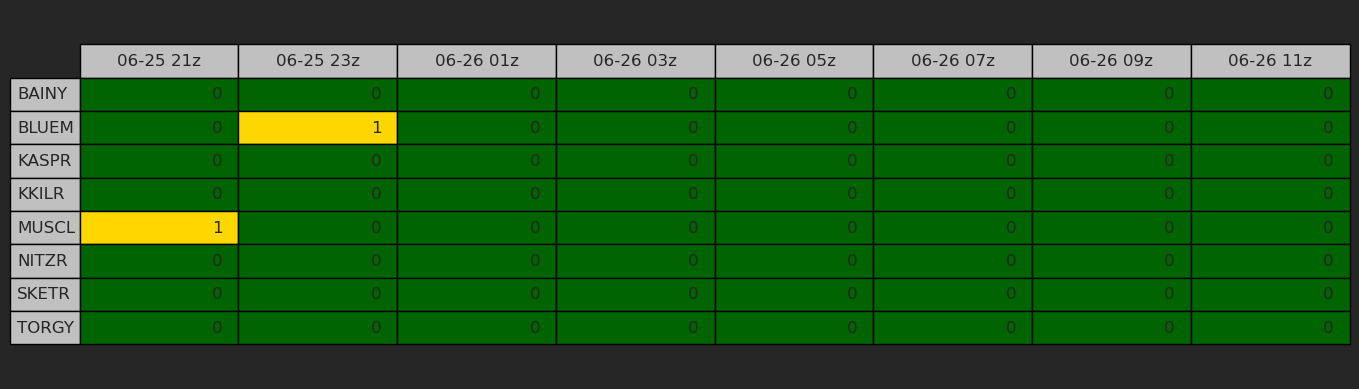 06-25 21z 06-25 23z 06-26 01z 06-26 03z 06-26 05z 06-26 07z 06-26 09z 06-26 11z
BAINY 0 0 0 0 0 0 0 0
BLUEM 0 1 0 0 0 0 0 0
KASPR 0 0 0 0 0 0 0 0
KKILR 0 0 0 0 0 0 0 0
MUSCL 1 0 0 0 0 0 0 0
NITZR 0 0 0 0 0 0 0 0
SKETR 0 0 0 0 0 0 0 0
TORGY 0 0 0 0 0 0 0 0